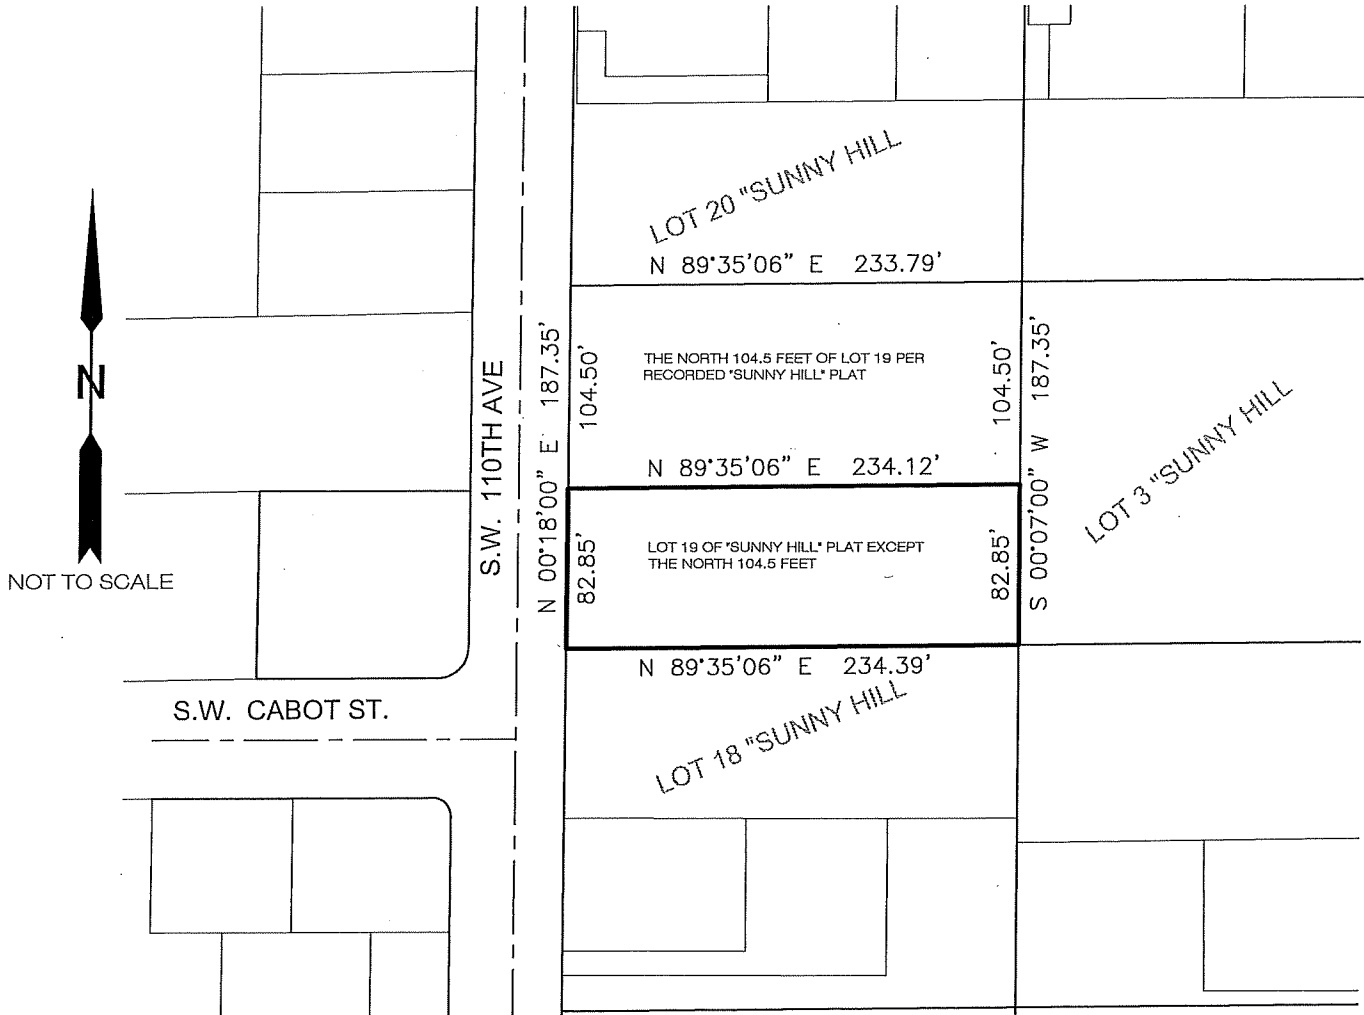 LOT 20 "SUNNY HILL
N 89°35'06" E 233.79'
N 00°18'00" E 187.35'
104.50'
THE NORTH 104.5 FEET OF LOT 19 PER
RECORDED "SUNNY HILL" PLAT
104.50'
S 00°07'00" W 187.35'
N
S.W. 110TH AVE
LOT 3 "SUNNY HILL
N 89°35'06" E 234.12'
82.85'
LOT 19 OF "SUNNY HILL" PLAT EXCEPT
THE NORTH 104.5 FEET
82.85'
NOT TO SCALE
N 89°35'06" E 234.39'
S.W. CABOT ST.
LOT 18 "SUNNY HILL